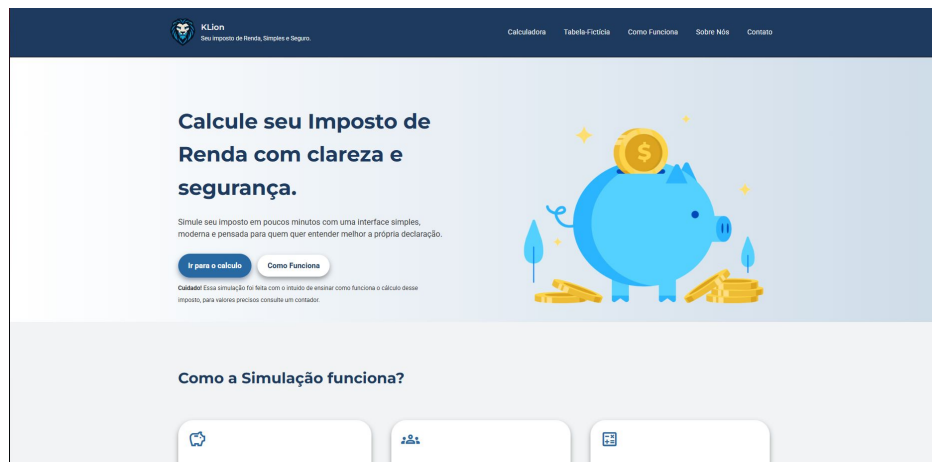 KLion
Seu imposto de Renda, Simples e Seguro.
Calculadora
Tabela-Fictícia
Como Funciona
Sobre Nós
Contato
Calcule seu Imposto de
Renda com clareza e
segurança.
Simule seu imposto em poucos minutos com uma interface simples,
moderna e pensada para quem quer entender melhor a própria declaração.
Ir para o calculo
Como Funciona
Cuidado! Essa simulação foi feita com o intuido de ensinar como funciona o cálculo desse
imposto, para valores precisos consulte um contador.
$
Como a Simulação funciona?